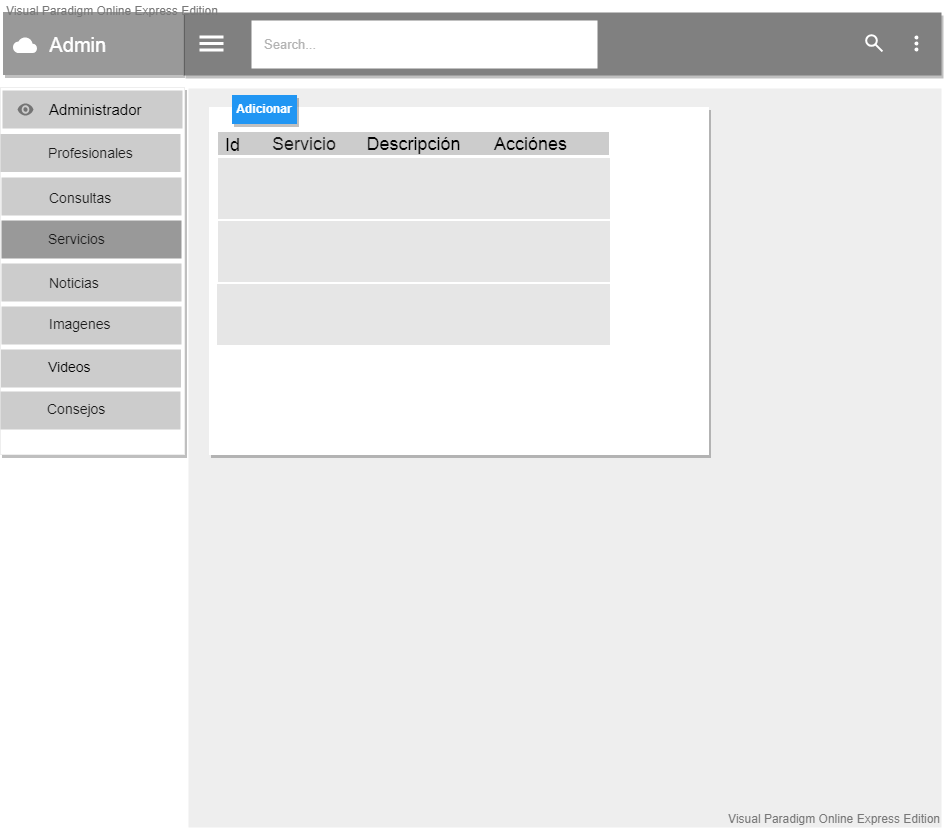 Visual Paradigm Online Express Edition
Admin
Search...
Administrador
Profesionales
Consultas
Servicios
Noticias
Imagenes
Videos
Consejos
Adicionar
Id Servicio Descripción Acciónes
Visual Paradigm Online Express Edition